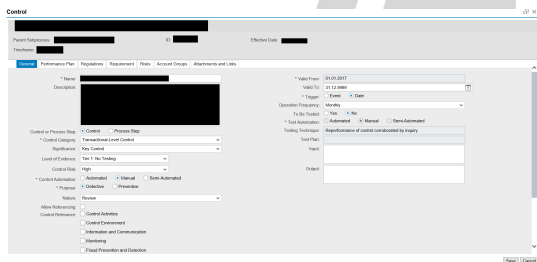 Control
Parent Subprocess:
ID:
Effective Date:
Timeframe:
General Performance Plan Regulations Requirement Risks Account Groups Attachments and Links
* Name:
Description:
Control or Process Step: Control Process Step
* Control Category: Transactional-Level Control
Significance: Key Control
Level of Evidence: Tier 1: No Testing
Control Risk: High
* Control Automation: Automated Manual Semi-Automated
* Purpose: Detective Preventive
Nature: Review
Allow Referencing:
Control Relevance: Control Activities
Control Environment
Information and Communication
Monitoring
Fraud Prevention and Detection
* Valid From: 01.01.2017
Valid To: 31.12.9999
* Trigger: Event Date
Operation Frequency: Monthly
To Be Tested: Yes No
* Test Automation: Automated Manual Semi-Automated
Testing Technique: Reperformance of control corroborated by inquiry
Test Plan:
Input:
Output:
Save Cancel